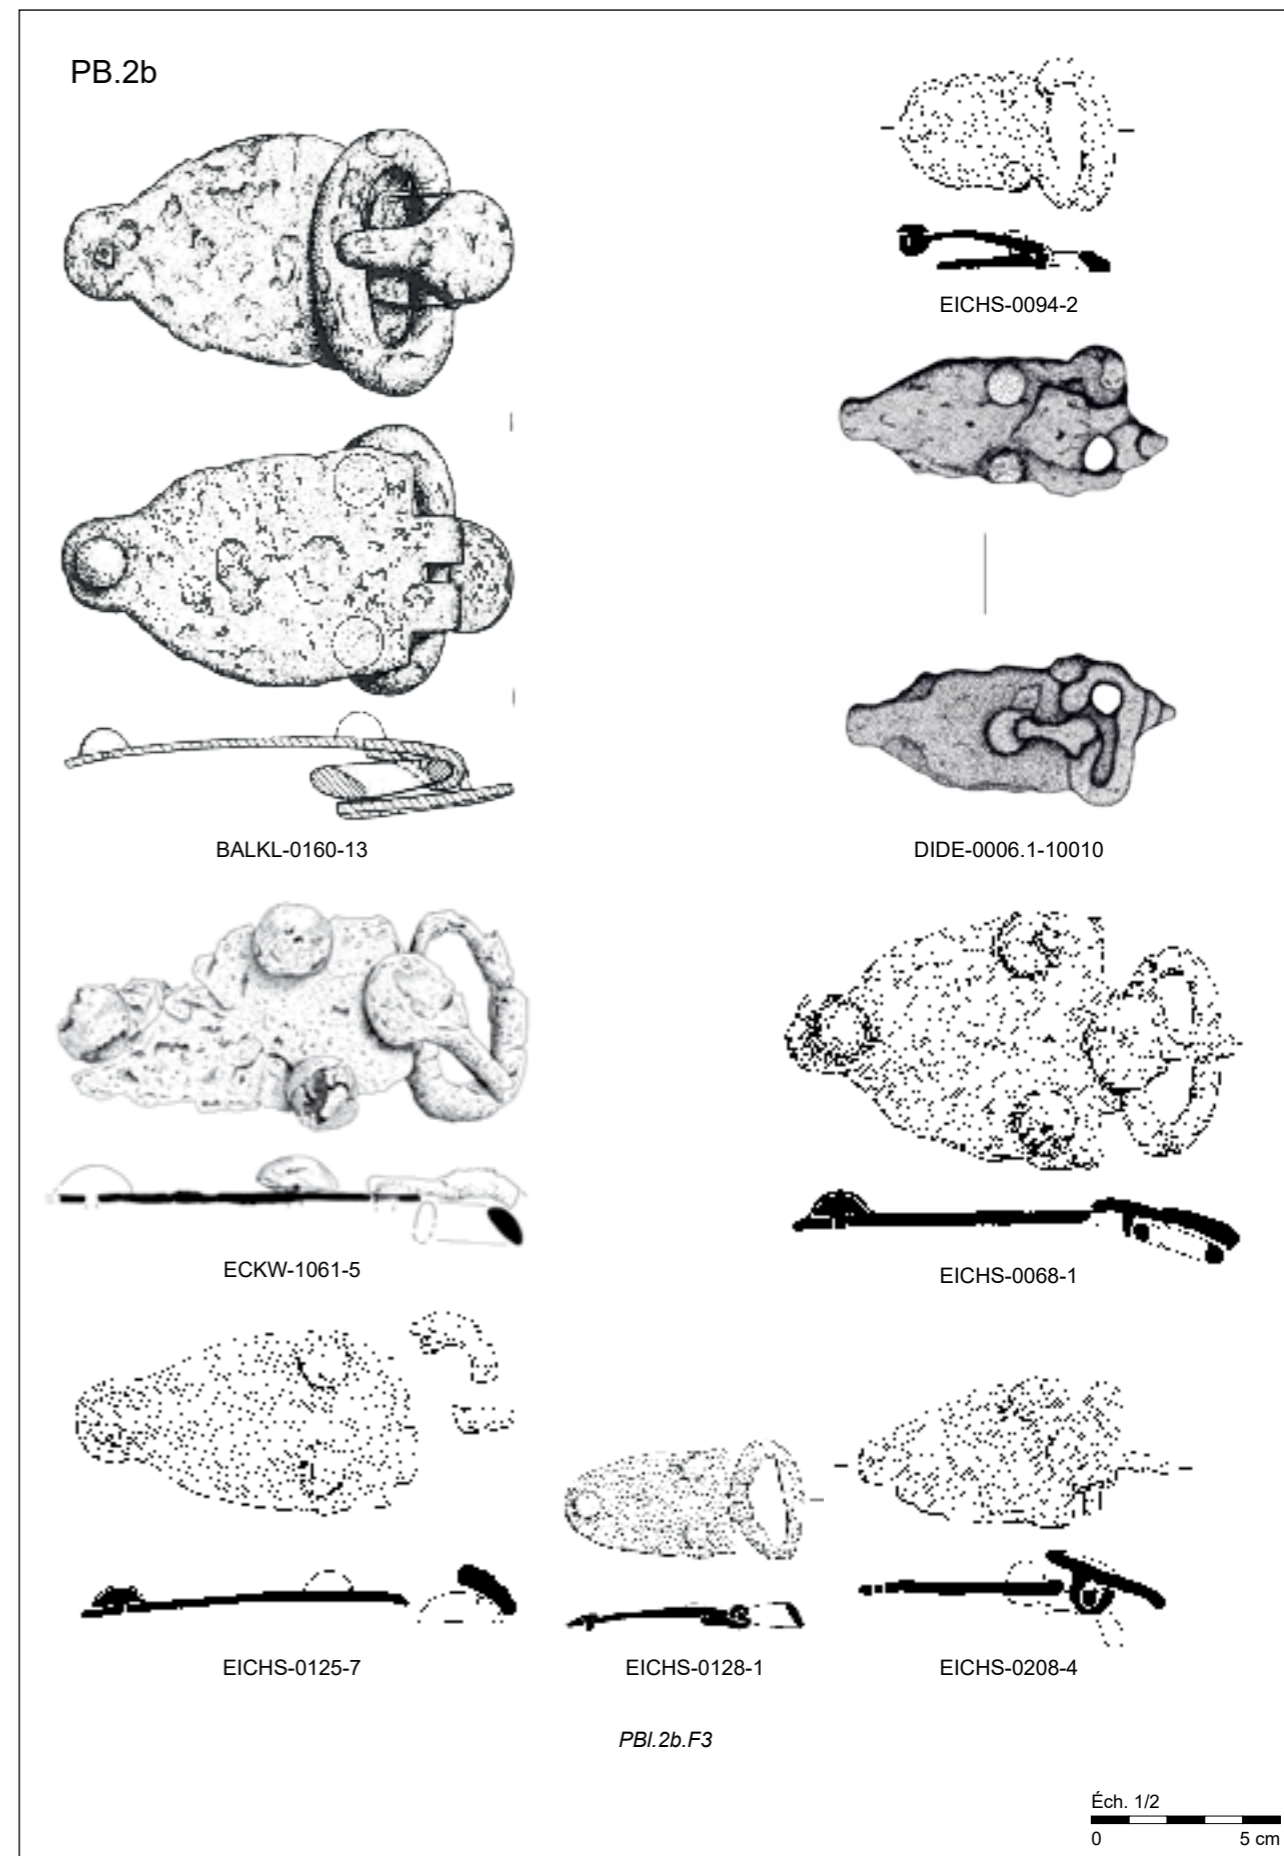 PB.2b
EICHS-0094-2
BALKL-0160-13
DIDE-0006.1-10010
ECKW-1061-5
EICHS-0068-1
EICHS-0125-7
EICHS-0128-1
EICHS-0208-4
PBl.2b.F3
Éch. 1/2
0 5 cm